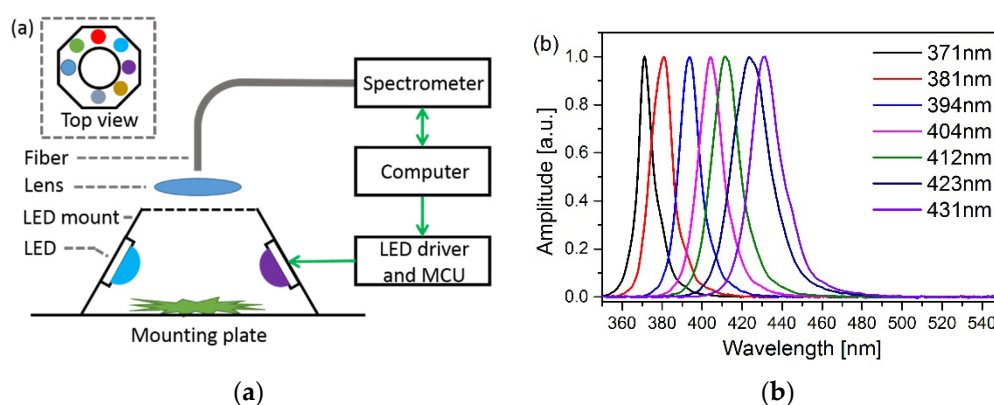 (a)
Top view
Fiber
Lens
LED mount
LED
Spectrometer
Computer
LED driver
and MCU
Mounting plate
(a)
(b)
371nm
381nm
394nm
404nm
412nm
423nm
431nm
Amplitude [a.u.]
1.0
0.8
0.6
0.4
0.2
0.0
360 380 400 420 440 460 480 500 520 540
Wavelength [nm]
(b)